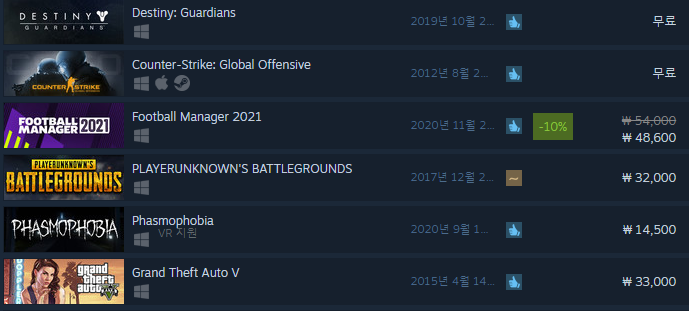 DESTINY
GUARDIANS
Destiny: Guardians
2019년 10월 2...
무료
COUNTER STRIKE
Counter-Strike: Global Offensive
2012년 8월 2...
무료
FOOTBALL
MANAGER 2021
Football Manager 2021
2020년 11월 2...
-10%
₩ 54,000
₩ 48,600
PLAYERUNKNOWN'S
BATTLEGROUNDS
PLAYERUNKNOWN'S BATTLEGROUNDS
2017년 12월 2...
₩ 32,000
PHASMOPHOBIA
Phasmophobia
VR 지원
2020년 9월 1...
₩ 14,500
grand
theft
auto
V
Grand Theft Auto V
2015년 4월 14...
₩ 33,000